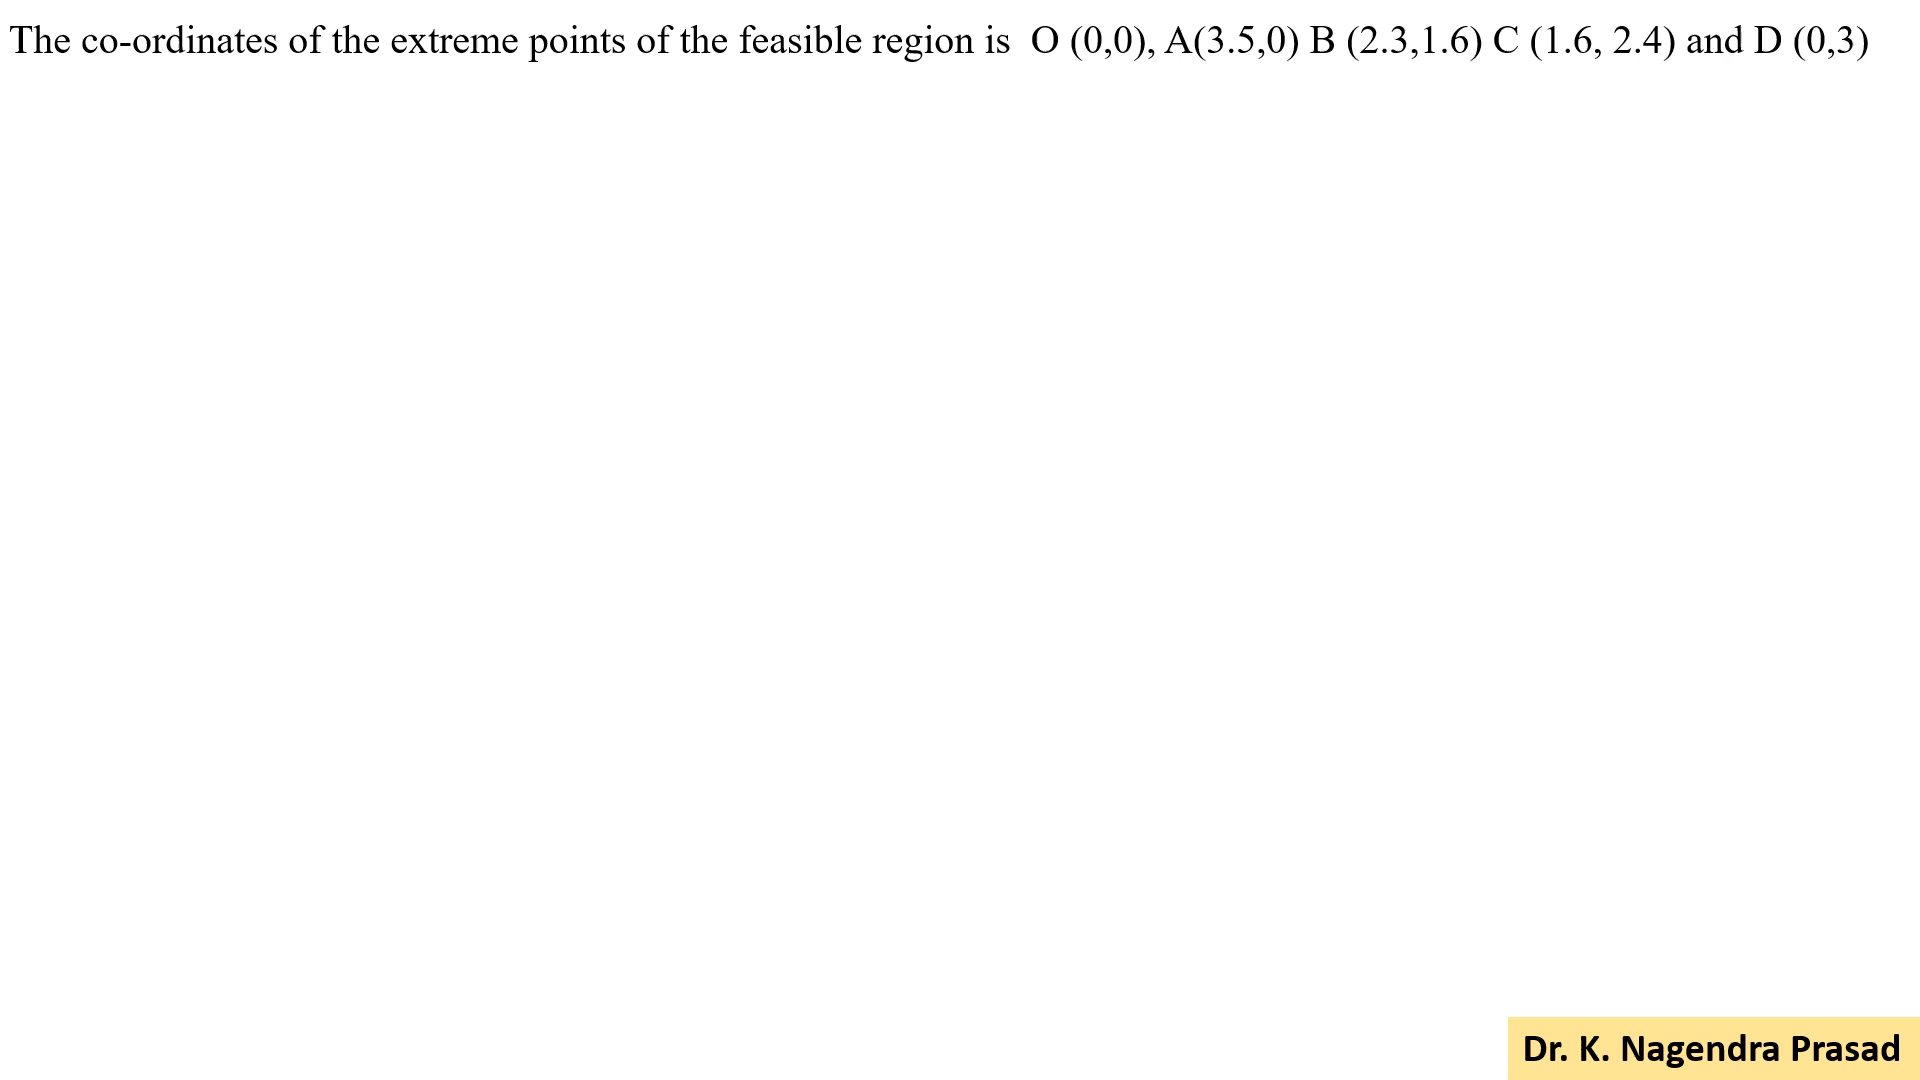 The co-ordinates of the extreme points of the feasible region is  O (0,0), A(3.5,0) B (2.3,1.6) C (1.6, 2.4) and D (0,3)
Dr. K. Nagendra Prasad